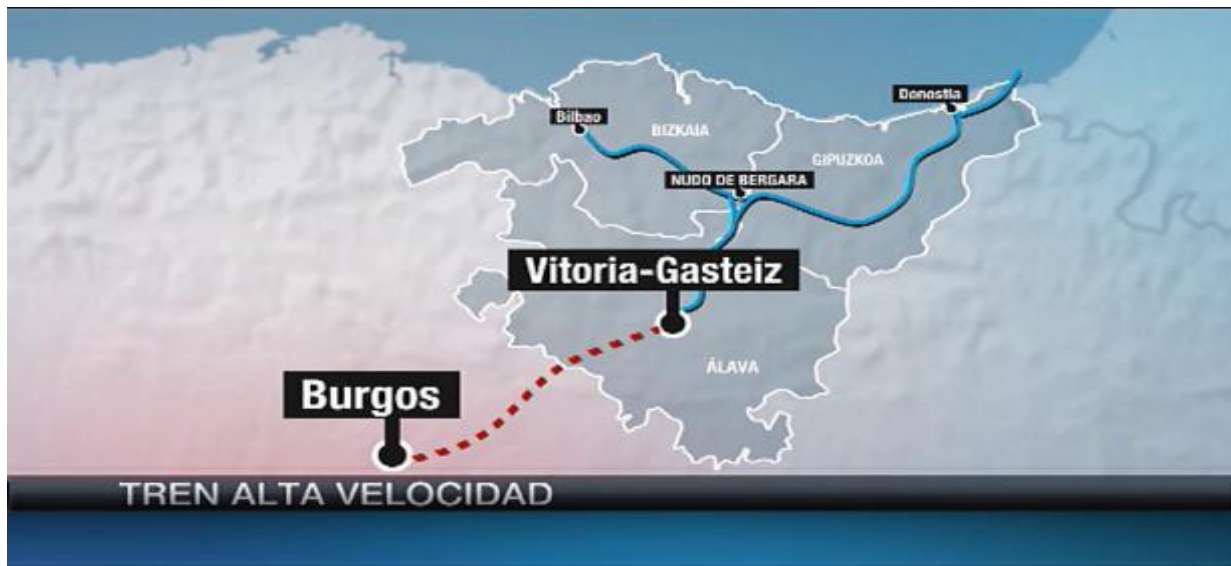 Donostia
Bilbao
BIZKAIA
GIPUZKOA
NUDO DE BERGARA
Vitoria-Gasteiz
ÁLAVA
Burgos
TREN ALTA VELOCIDAD